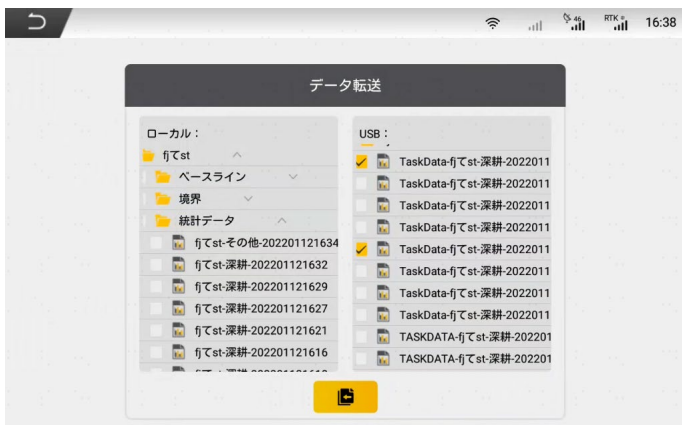 46
RTK
16:38
データ転送
ローカル：
fjてst
ベースライン
境界
統計データ
fjてst-その他-202201121634
fjてst-深耕-202201121632
fjてst-深耕-202201121629
fjてst-深耕-202201121627
fjてst-深耕-202201121621
fjてst-深耕-202201121616
USB：
TaskData-fjてst-深耕-2022011
TaskData-fjてst-深耕-2022011
TaskData-fjてst-深耕-2022011
TaskData-fjてst-深耕-2022011
TaskData-fjてst-深耕-2022011
TaskData-fjてst-深耕-2022011
TaskData-fjてst-深耕-2022011
TaskData-fjてst-深耕-2022011
TASKDATA-fjてst-深耕-202201
TASKDATA-fjてst-深耕-202201